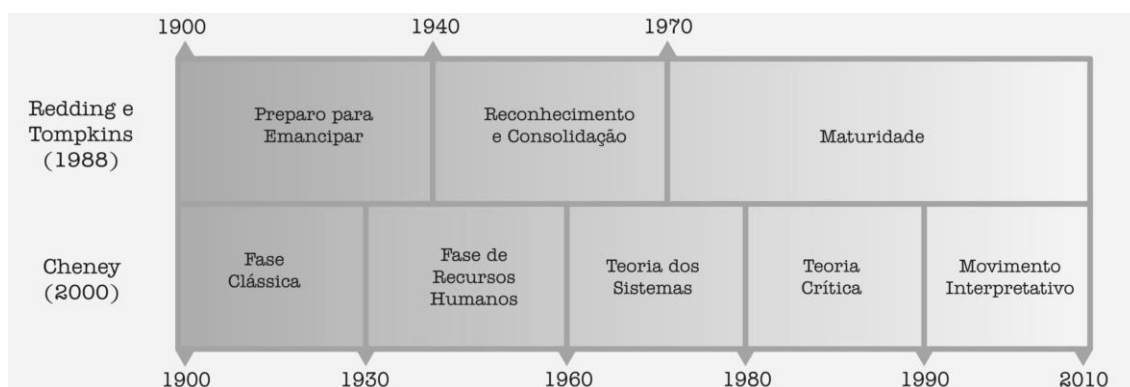 1900 1940 1970
Redding e
Tompkins
(1988)
Preparo para
Emancipar
Reconhecimento
e Consolidação
Maturidade
Cheney
(2000)
Fase
Clássica
Fase de
Recursos
Humanos
Teoria dos
Sistemas
Teoria
Crítica
Movimento
Interpretativo
1900 1930 1960 1980 1990 2010